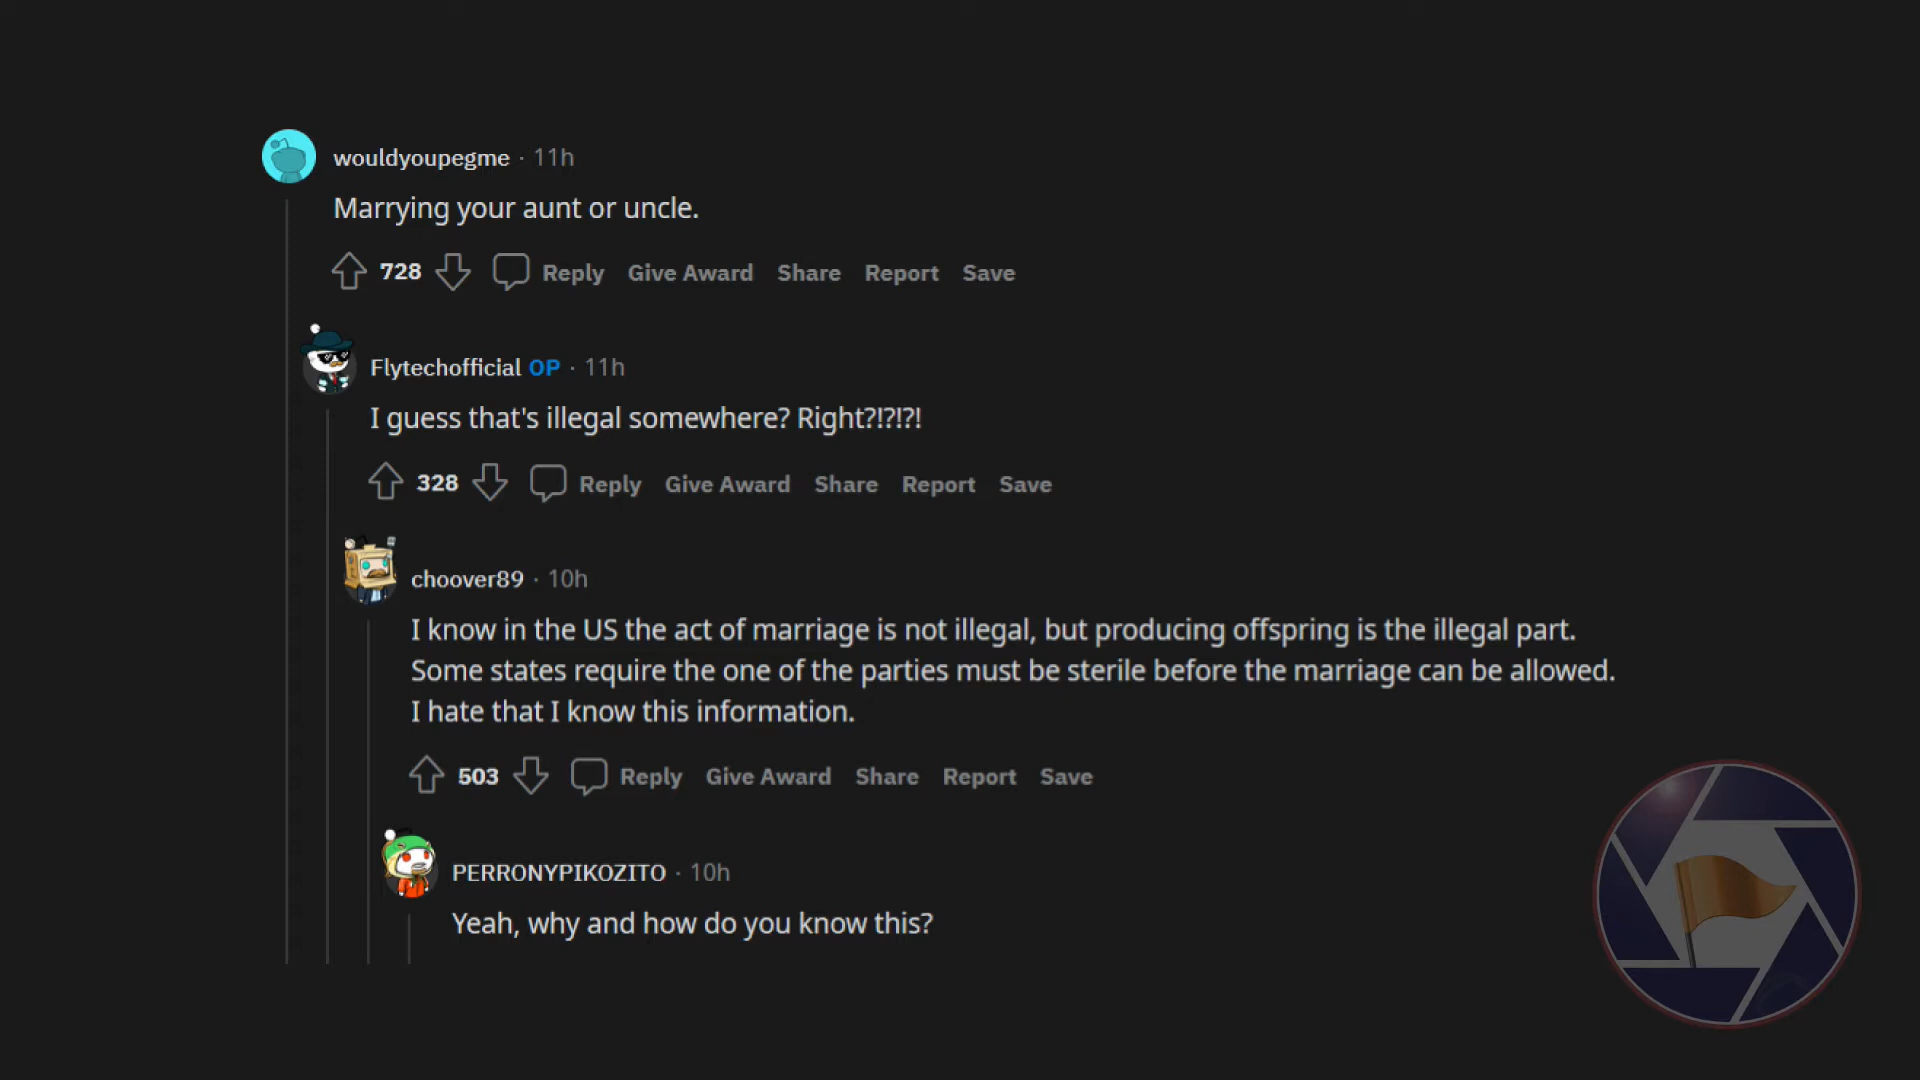 wouldyoupegme · 11h
Marrying your aunt or uncle.
728 Reply Give Award Share Report Save
Flytechofficial OP · 11h
I guess that's illegal somewhere? Right?!?!?!
328 Reply Give Award Share Report Save
choover89 · 10h
I know in the US the act of marriage is not illegal, but producing offspring is the illegal part.
Some states require the one of the parties must be sterile before the marriage can be allowed.
I hate that I know this information.
503 Reply Give Award Share Report Save
PERRONYPIKOZITO · 10h
Yeah, why and how do you know this?